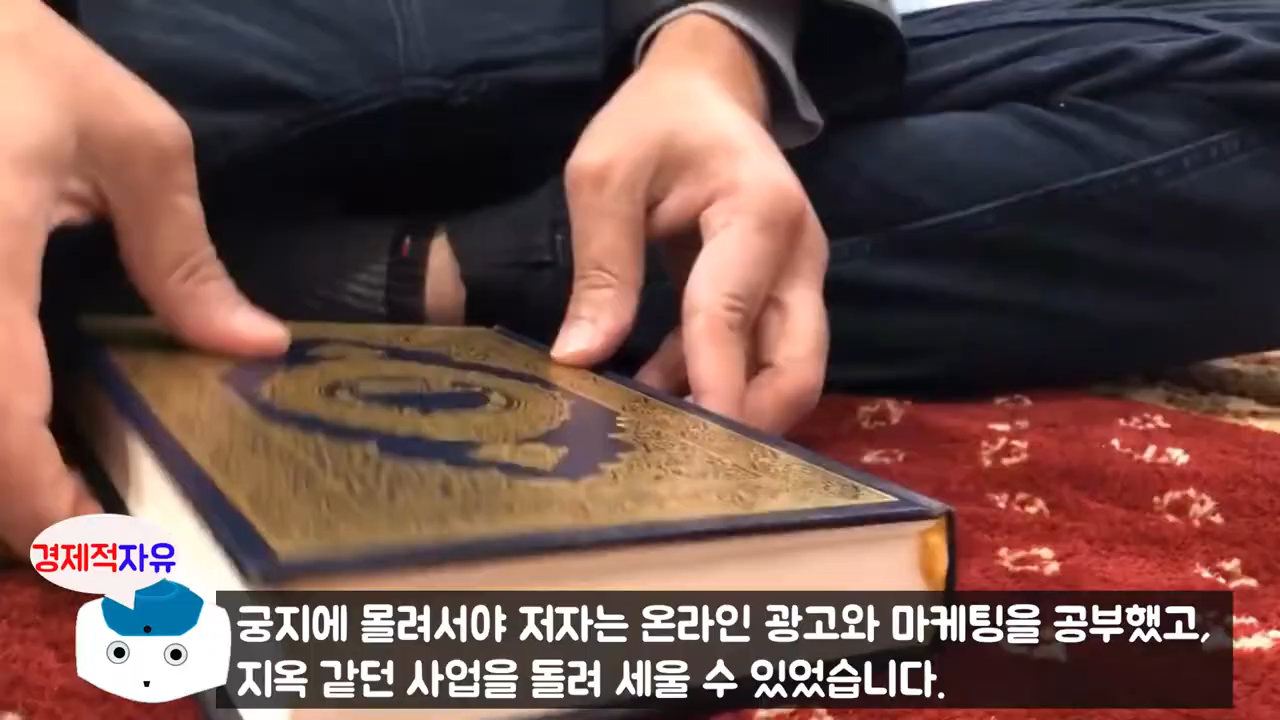 경제적자유
궁지에 몰려서야 저자는 온라인 광고와 마케팅을 공부했고,
지옥 같던 사업을 돌려 세울 수 있었습니다.